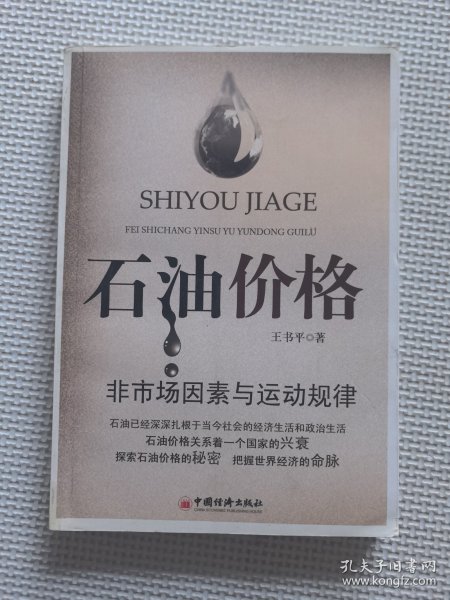 SHIYOU JIAGE
FEI SHICHANG YINSU YU YUNDONG GUILU
石油价格
王书平◎著
非市场因素与运动规律
石油已经深深扎根于当今社会的经济生活和政治生活
石油价格关系着一个国家的兴衰
探索石油价格的秘密 把握世界经济的命脉
中国经济出版社
CHINA ECONOMIC PUBLISHING HOUSE
孔夫子旧书网
www.kongfz.com